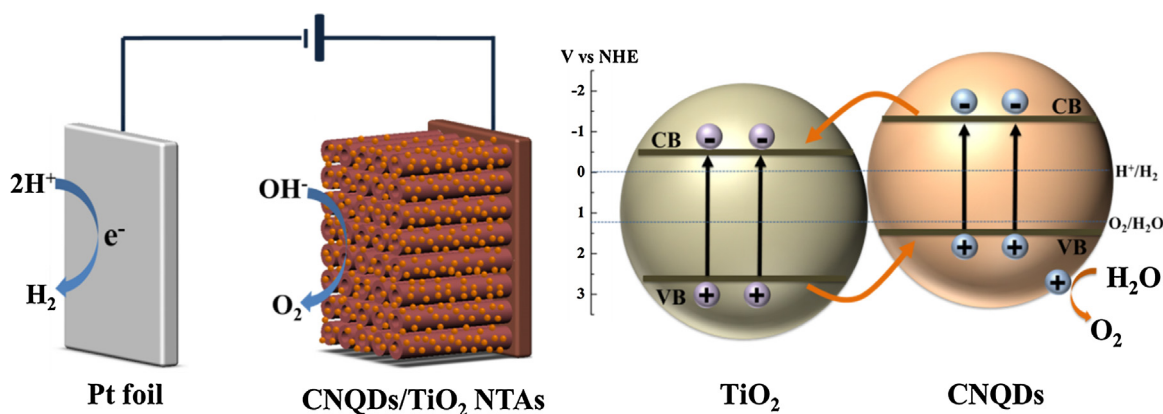 2H⁺
e⁻
H₂
Pt foil
OH⁻
O₂
CNQDs/TiO₂ NTAs
V vs NHE
-2
-1
0
1
2
3
CB
- -
VB
+ +
TiO₂
- -
CB
H⁺/H₂
O₂/H₂O
VB
+ +
+
H₂O
O₂
CNQDs